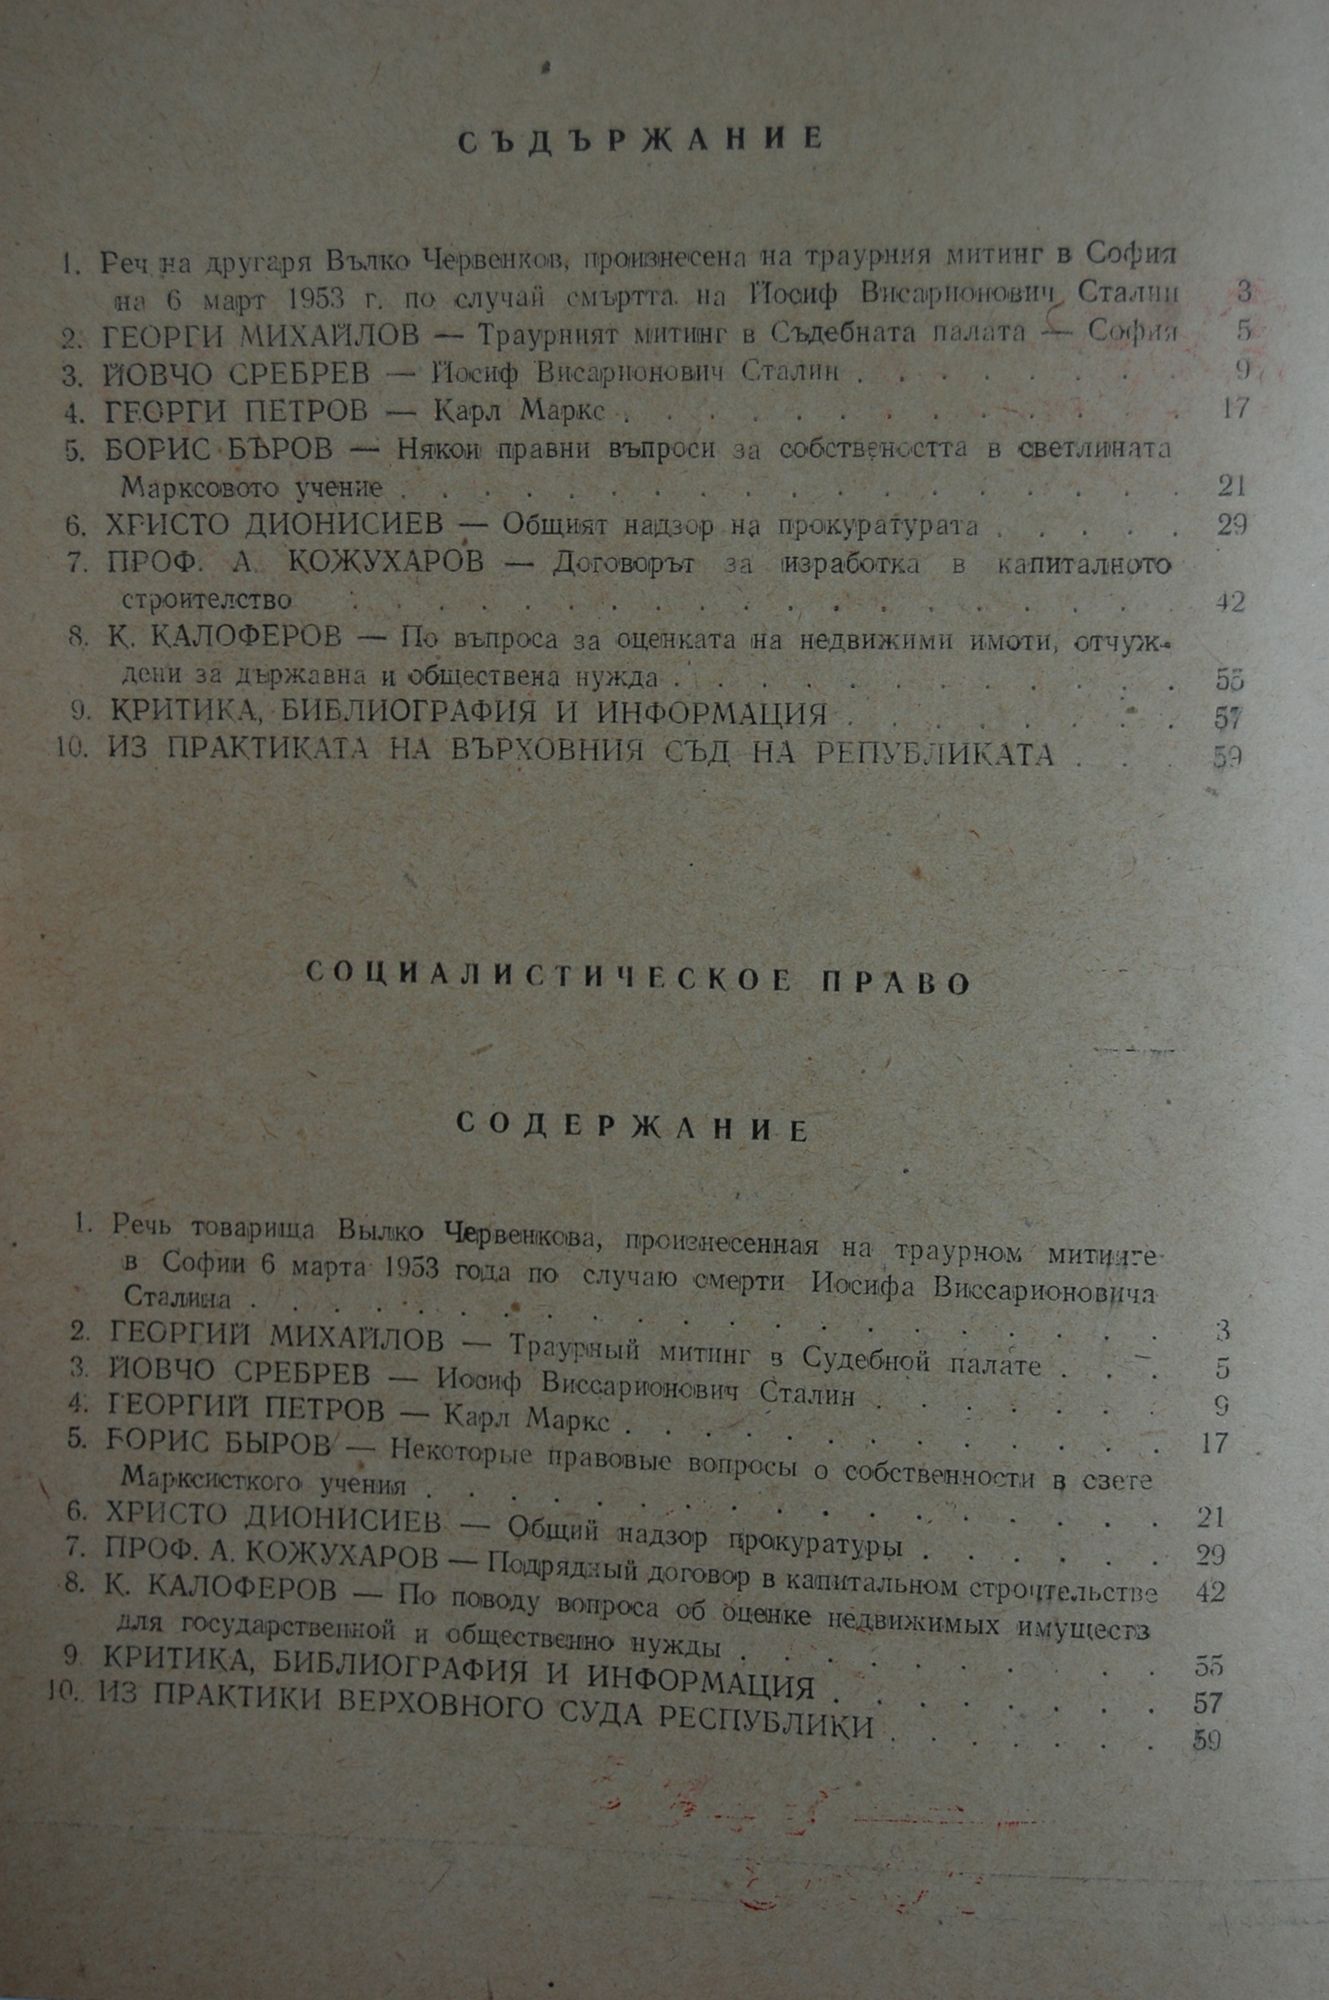 СЪДЪРЖАНИЕ
1. Реч на другаря Вълко Червенков, произнесена на траурния митинг в София
на 6 март 1953 г. по случай смъртта на Йосиф Висарионович Сталин 3
2. ГЕОРГИ МИХАЙЛОВ — Траурният митинг в Съдебната палата — София 5
3. ЙОВЧО СРЕБРЕВ — Йосиф Висарионович Сталин . . . . . . . 9
4. ГЕОРГИ ПЕТРОВ — Карл Маркс . . . . . . . . . . . . . 17
5. БОРИС БЪРОВ — Някои правни въпроси за собствеността в светлината
Марксовото учение . . . . . . . . . . . . . . . . . . 21
6. ХРИСТО ДИОНИСИЕВ — Общият надзор на прокуратурата . . . . . 29
7. ПРОФ. А. КОЖУХАРОВ — Договорът за изработка в капиталното
строителство . . . . . . . . . . . . . . . . . . . . 42
8. К. КАЛОФЕРОВ — По въпроса за оценката на недвижими имоти, отчуж-
дени за държавна и обществена нужда . . . . . . . . . . . . 55
9. КРИТИКА, БИБЛИОГРАФИЯ И ИНФОРМАЦИЯ . . . . . . . . 57
10. ИЗ ПРАКТИКАТА НА ВЪРХОВНИЯ СЪД НА РЕПУБЛИКАТА . . . 59
СОЦИАЛИСТИЧЕСКОЕ ПРАВО
СОДЕРЖАНИЕ
1. Речь товарища Вылко Червенкова, произнесенная на траурном митинге
в Софии 6 марта 1953 года по случаю смерти Иосифа Виссарионовича
Сталина . . . . . . . . . . . . . . . . . . . . . 3
2. ГЕОРГИЙ МИХАЙЛОВ — Траурный митинг в Судебной палате . . . 5
3. ЙОВЧО СРЕБРЕВ — Иосиф Виссарионович Сталин . . . . . . . 9
4. ГЕОРГИЙ ПЕТРОВ — Карл Маркс . . . . . . . . . . . . . 17
5. БОРИС БЫРОВ — Некоторые правовые вопросы о собственности в свете
Марксисткого учения . . . . . . . . . . . . . . . . . 21
6. ХРИСТО ДИОНИСИЕВ — Общий надзор прокуратуры . . . . . . 29
7. ПРОФ. А. КОЖУХАРОВ — Подрядный договор в капитальном строительстве 42
8. К. КАЛОФЕРОВ — По поводу вопроса об оценке недвижимых имуществ
для государственной и общественно нужды . . . . . . . . . . 55
9. КРИТИКА, БИБЛИОГРАФИЯ И ИНФОРМАЦИЯ . . . . . . . . 57
10. ИЗ ПРАКТИКИ ВЕРХОВНОГО СУДА РЕСПУБЛИКИ . . . . . . . 59